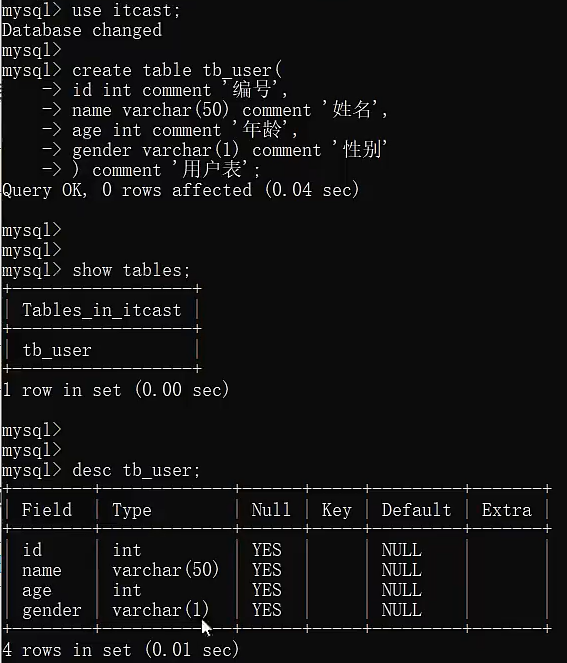 mysql> use itcast;
Database changed
mysql>
mysql> create table tb_user(
    -> id int comment '编号',
    -> name varchar(50) comment '姓名',
    -> age int comment '年龄',
    -> gender varchar(1) comment '性别'
    -> ) comment '用户表';
Query OK, 0 rows affected (0.04 sec)
mysql>
mysql>
mysql> show tables;
+------------------+
| Tables_in_itcast |
+------------------+
| tb_user          |
+------------------+
1 row in set (0.00 sec)
mysql>
mysql>
mysql> desc tb_user;
+--------+-------------+------+-----+---------+-------+
| Field  | Type        | Null | Key | Default | Extra |
+--------+-------------+------+-----+---------+-------+
| id     | int         | YES  |     | NULL    |       |
| name   | varchar(50) | YES  |     | NULL    |       |
| age    | int         | YES  |     | NULL    |       |
| gender | varchar(1)  | YES  |     | NULL    |       |
+--------+-------------+------+-----+---------+-------+
4 rows in set (0.01 sec)